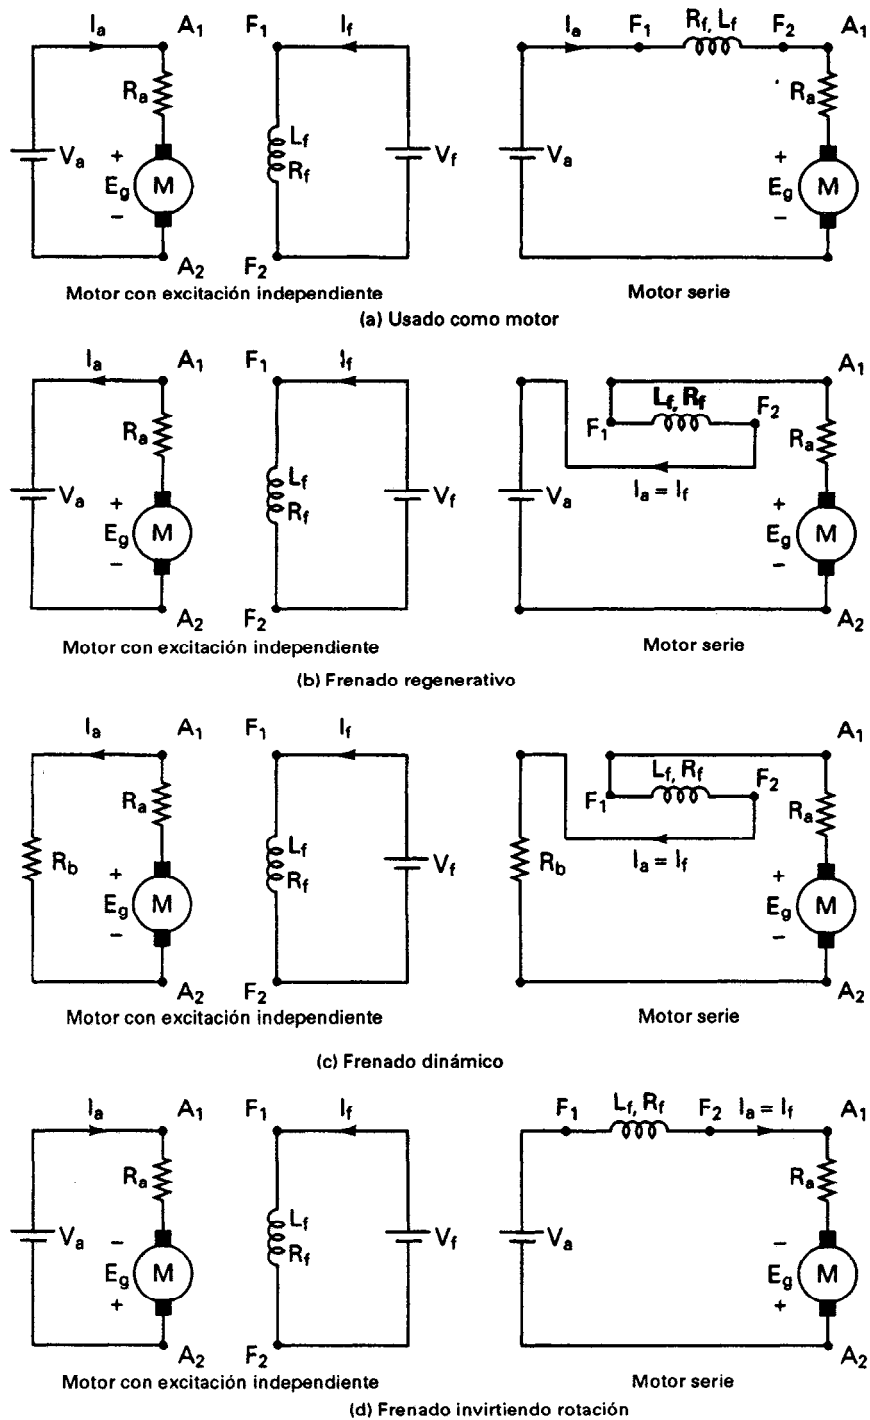 Ia A1 F1 If Ia F1 Rf, Lf F2 A1
Ra Ra
Va + Eg M − Lf Rf Vf Va + Eg M −
A2 F2
Motor con excitación independiente Motor serie
(a) Usado como motor
Ia A1 F1 If A1
Lf, Rf
F1 F2
Ra Ra
Ia = If
Va + Eg M − Lf Rf Vf Va + Eg M −
A2 F2 A2
Motor con excitación independiente Motor serie
(b) Frenado regenerativo
Ia A1 F1 If A1
Lf, Rf
F1 F2
Ra Ra
Ia = If
Rb + Eg M − Lf Rf Vf Rb + Eg M −
A2 F2 A2
Motor con excitación independiente Motor serie
(c) Frenado dinámico
Ia A1 F1 If F1 Lf, Rf F2 Ia = If A1
Ra Ra
Va − Eg M + Lf Rf Vf Va − Eg M +
A2 F2 A2
Motor con excitación independiente Motor serie
(d) Frenado invirtiendo rotación